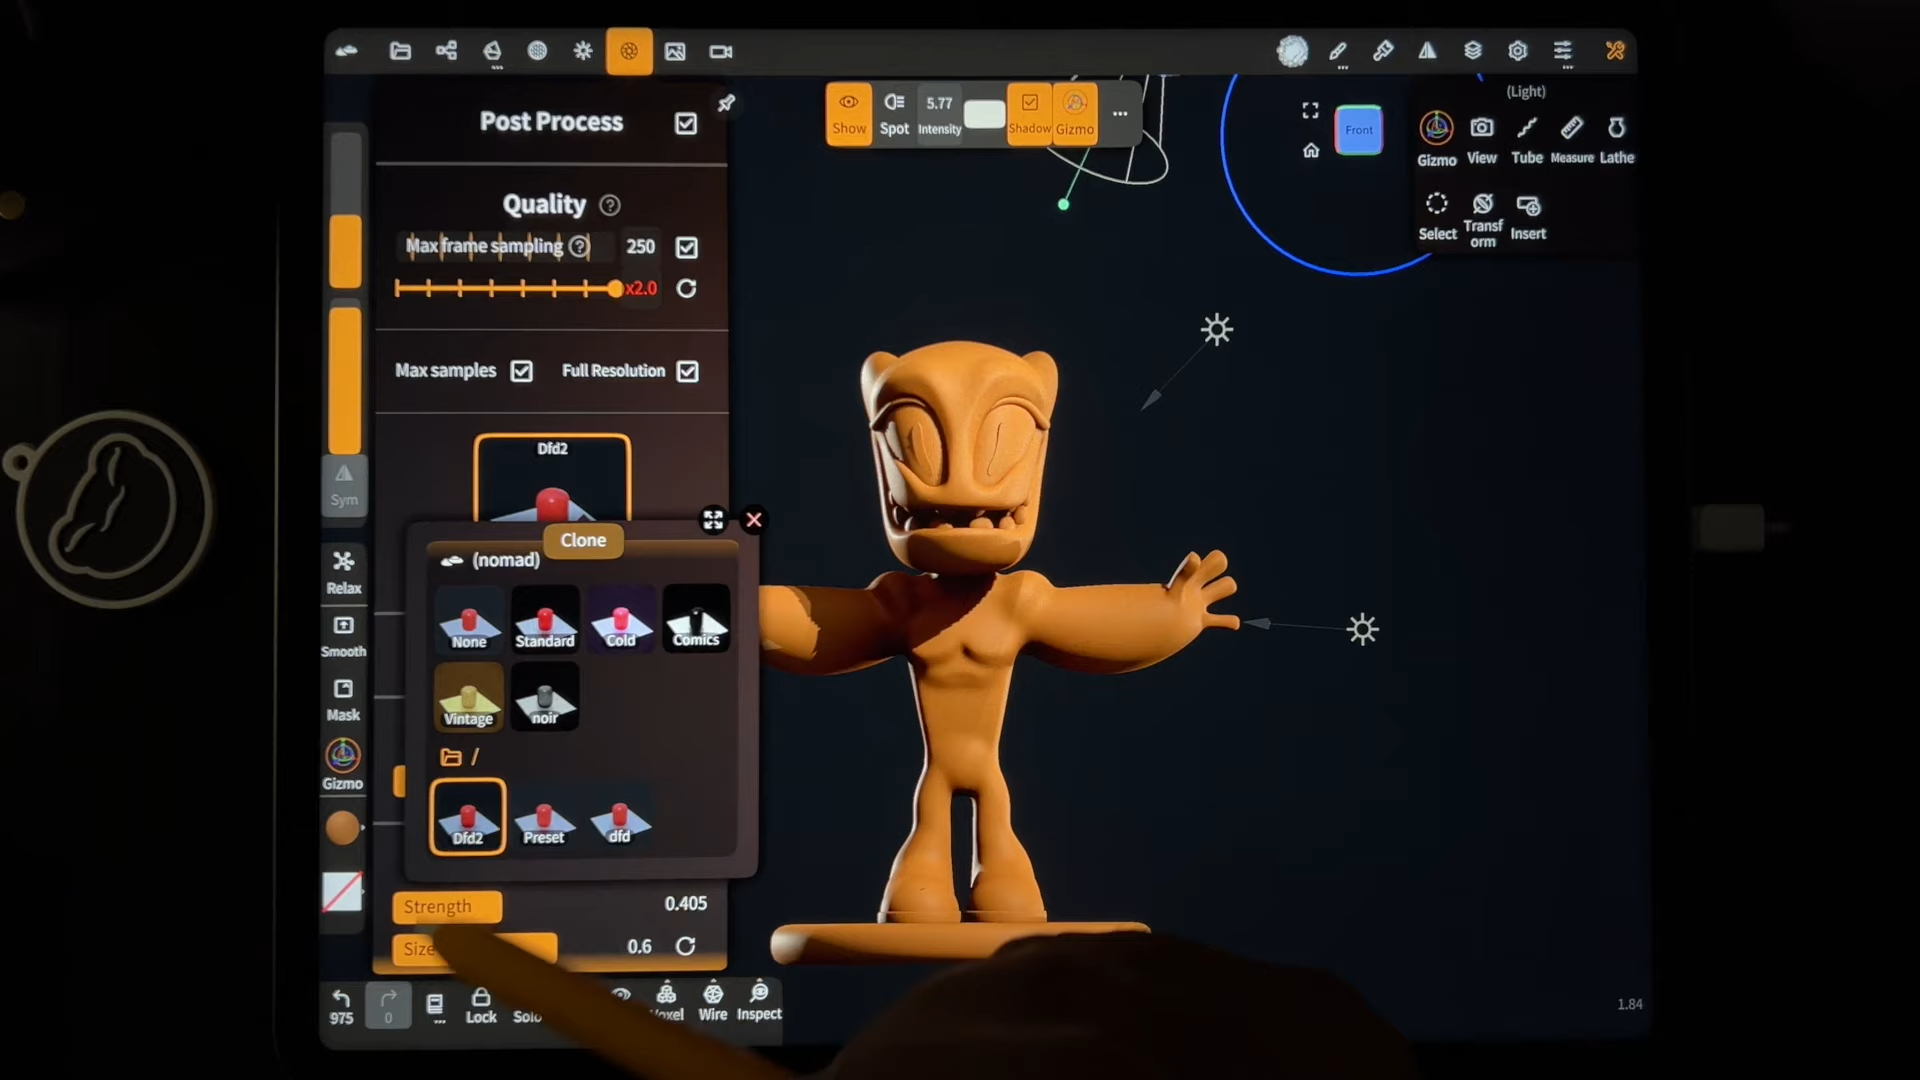 Post Process
Quality ?
Max frame sampling ? 250
x2.0
Max samples
Full Resolution
Dfd2
Clone
(nomad)
None
Standard
Cold
Comics
Vintage
noir
/
Dfd2
Preset
dfd
Strength
0.405
Size
0.6
Sym
Relax
Smooth
Mask
Gizmo
975
0
...
Lock
Solo
Wire
Inspect
Show
Spot
5.77
Intensity
Shadow
Gizmo
...
Front
(Light)
Gizmo
View
Tube
Measure
Lathe
Select
Transf
orm
Insert
1.84